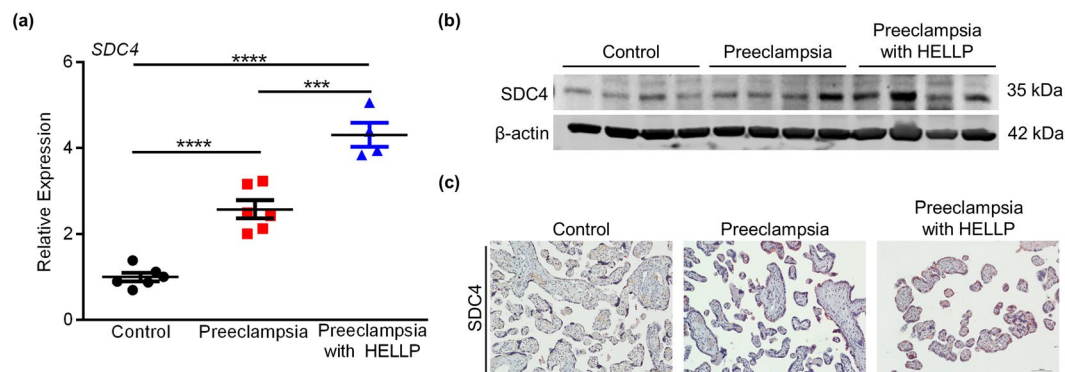 (a)
SDC4
6
4
2
0
Relative Expression
****
***
****
Control
Preeclampsia
Preeclampsia
with HELLP
(b)
Control
Preeclampsia
Preeclampsia
with HELLP
SDC4
35 kDa
β-actin
42 kDa
(c)
Control
Preeclampsia
Preeclampsia
with HELLP
SDC4